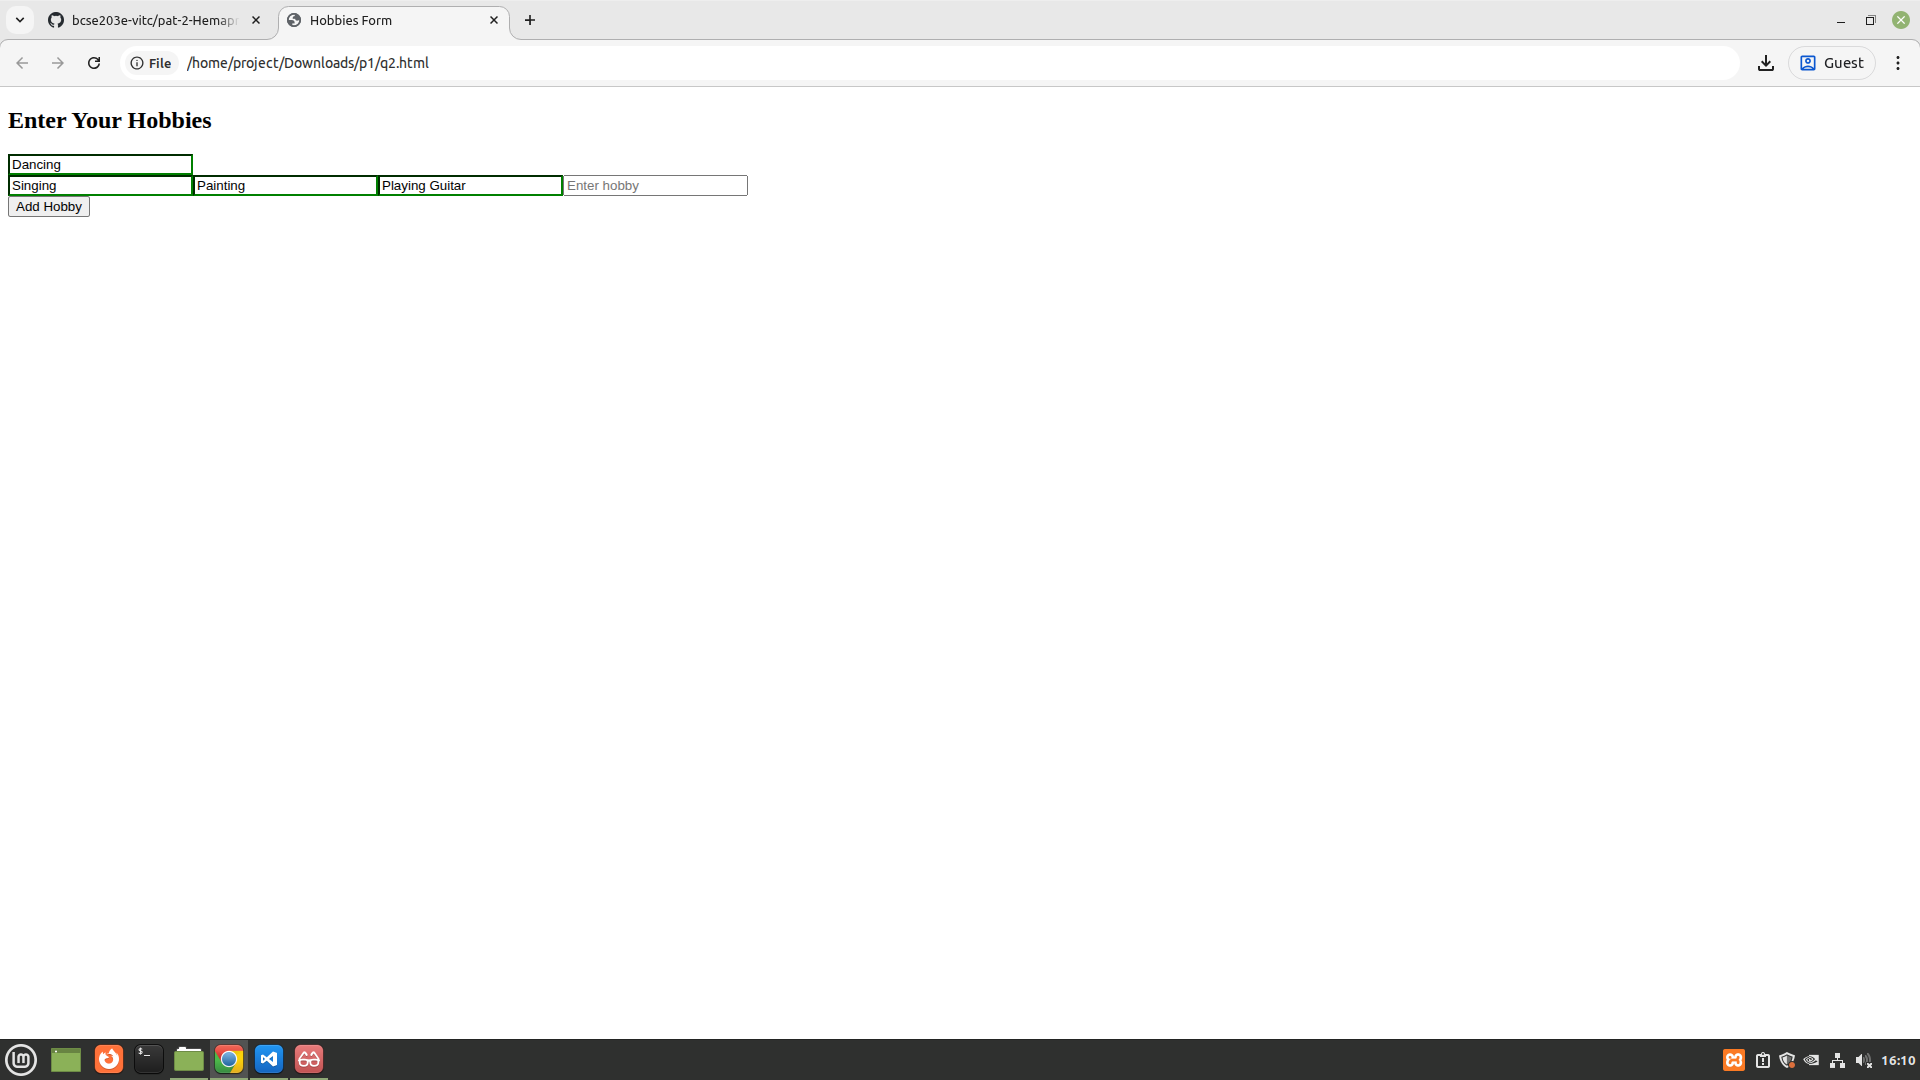 bcse203e-vitc/pat-2-Hemapr
Hobbies Form
File /home/project/Downloads/p1/q2.html
Guest
Enter Your Hobbies
Dancing
Singing Painting Playing Guitar Enter hobby
Add Hobby
16:10